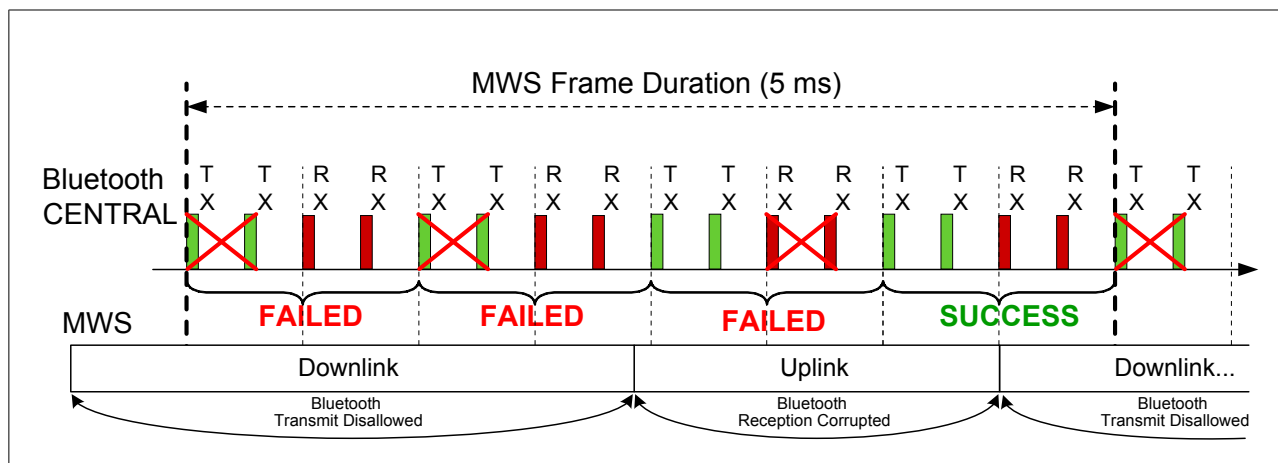 MWS Frame Duration (5 ms)
T T R R T T R R T T R R T T R R T T
X X X X X X X X X X X X X X X X X X
Bluetooth
CENTRAL
FAILED FAILED FAILED SUCCESS
MWS
Downlink Uplink Downlink...
Bluetooth Bluetooth Bluetooth
Transmit Disallowed Reception Corrupted Transmit Disallowed